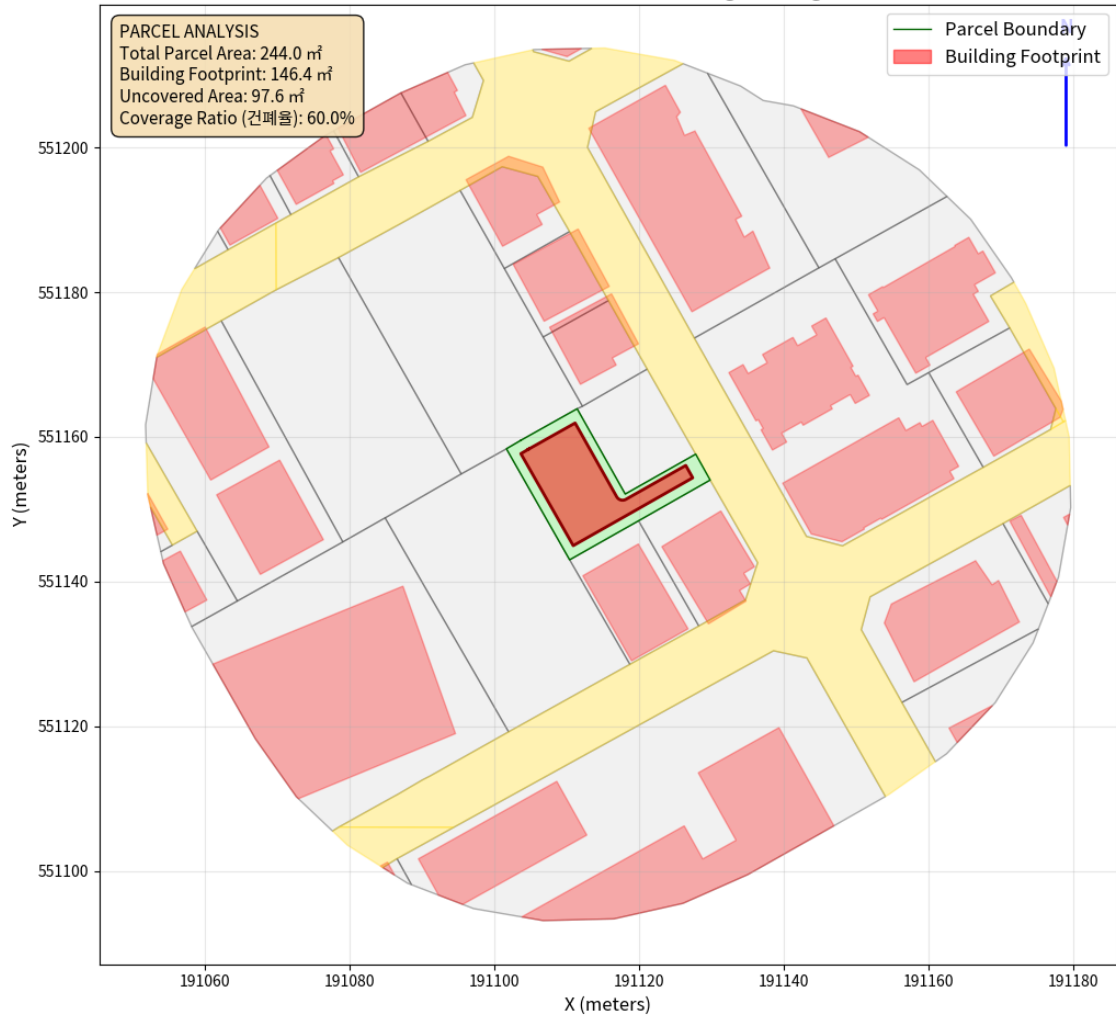 PARCEL ANALYSIS
Total Parcel Area: 244.0 ㎡
Building Footprint: 146.4 ㎡
Uncovered Area: 97.6 ㎡
Coverage Ratio (건폐율): 60.0%
Parcel Boundary
Building Footprint
N
551200
551180
551160
551140
551120
551100
Y (meters)
191060
191080
191100
191120
191140
191160
191180
X (meters)